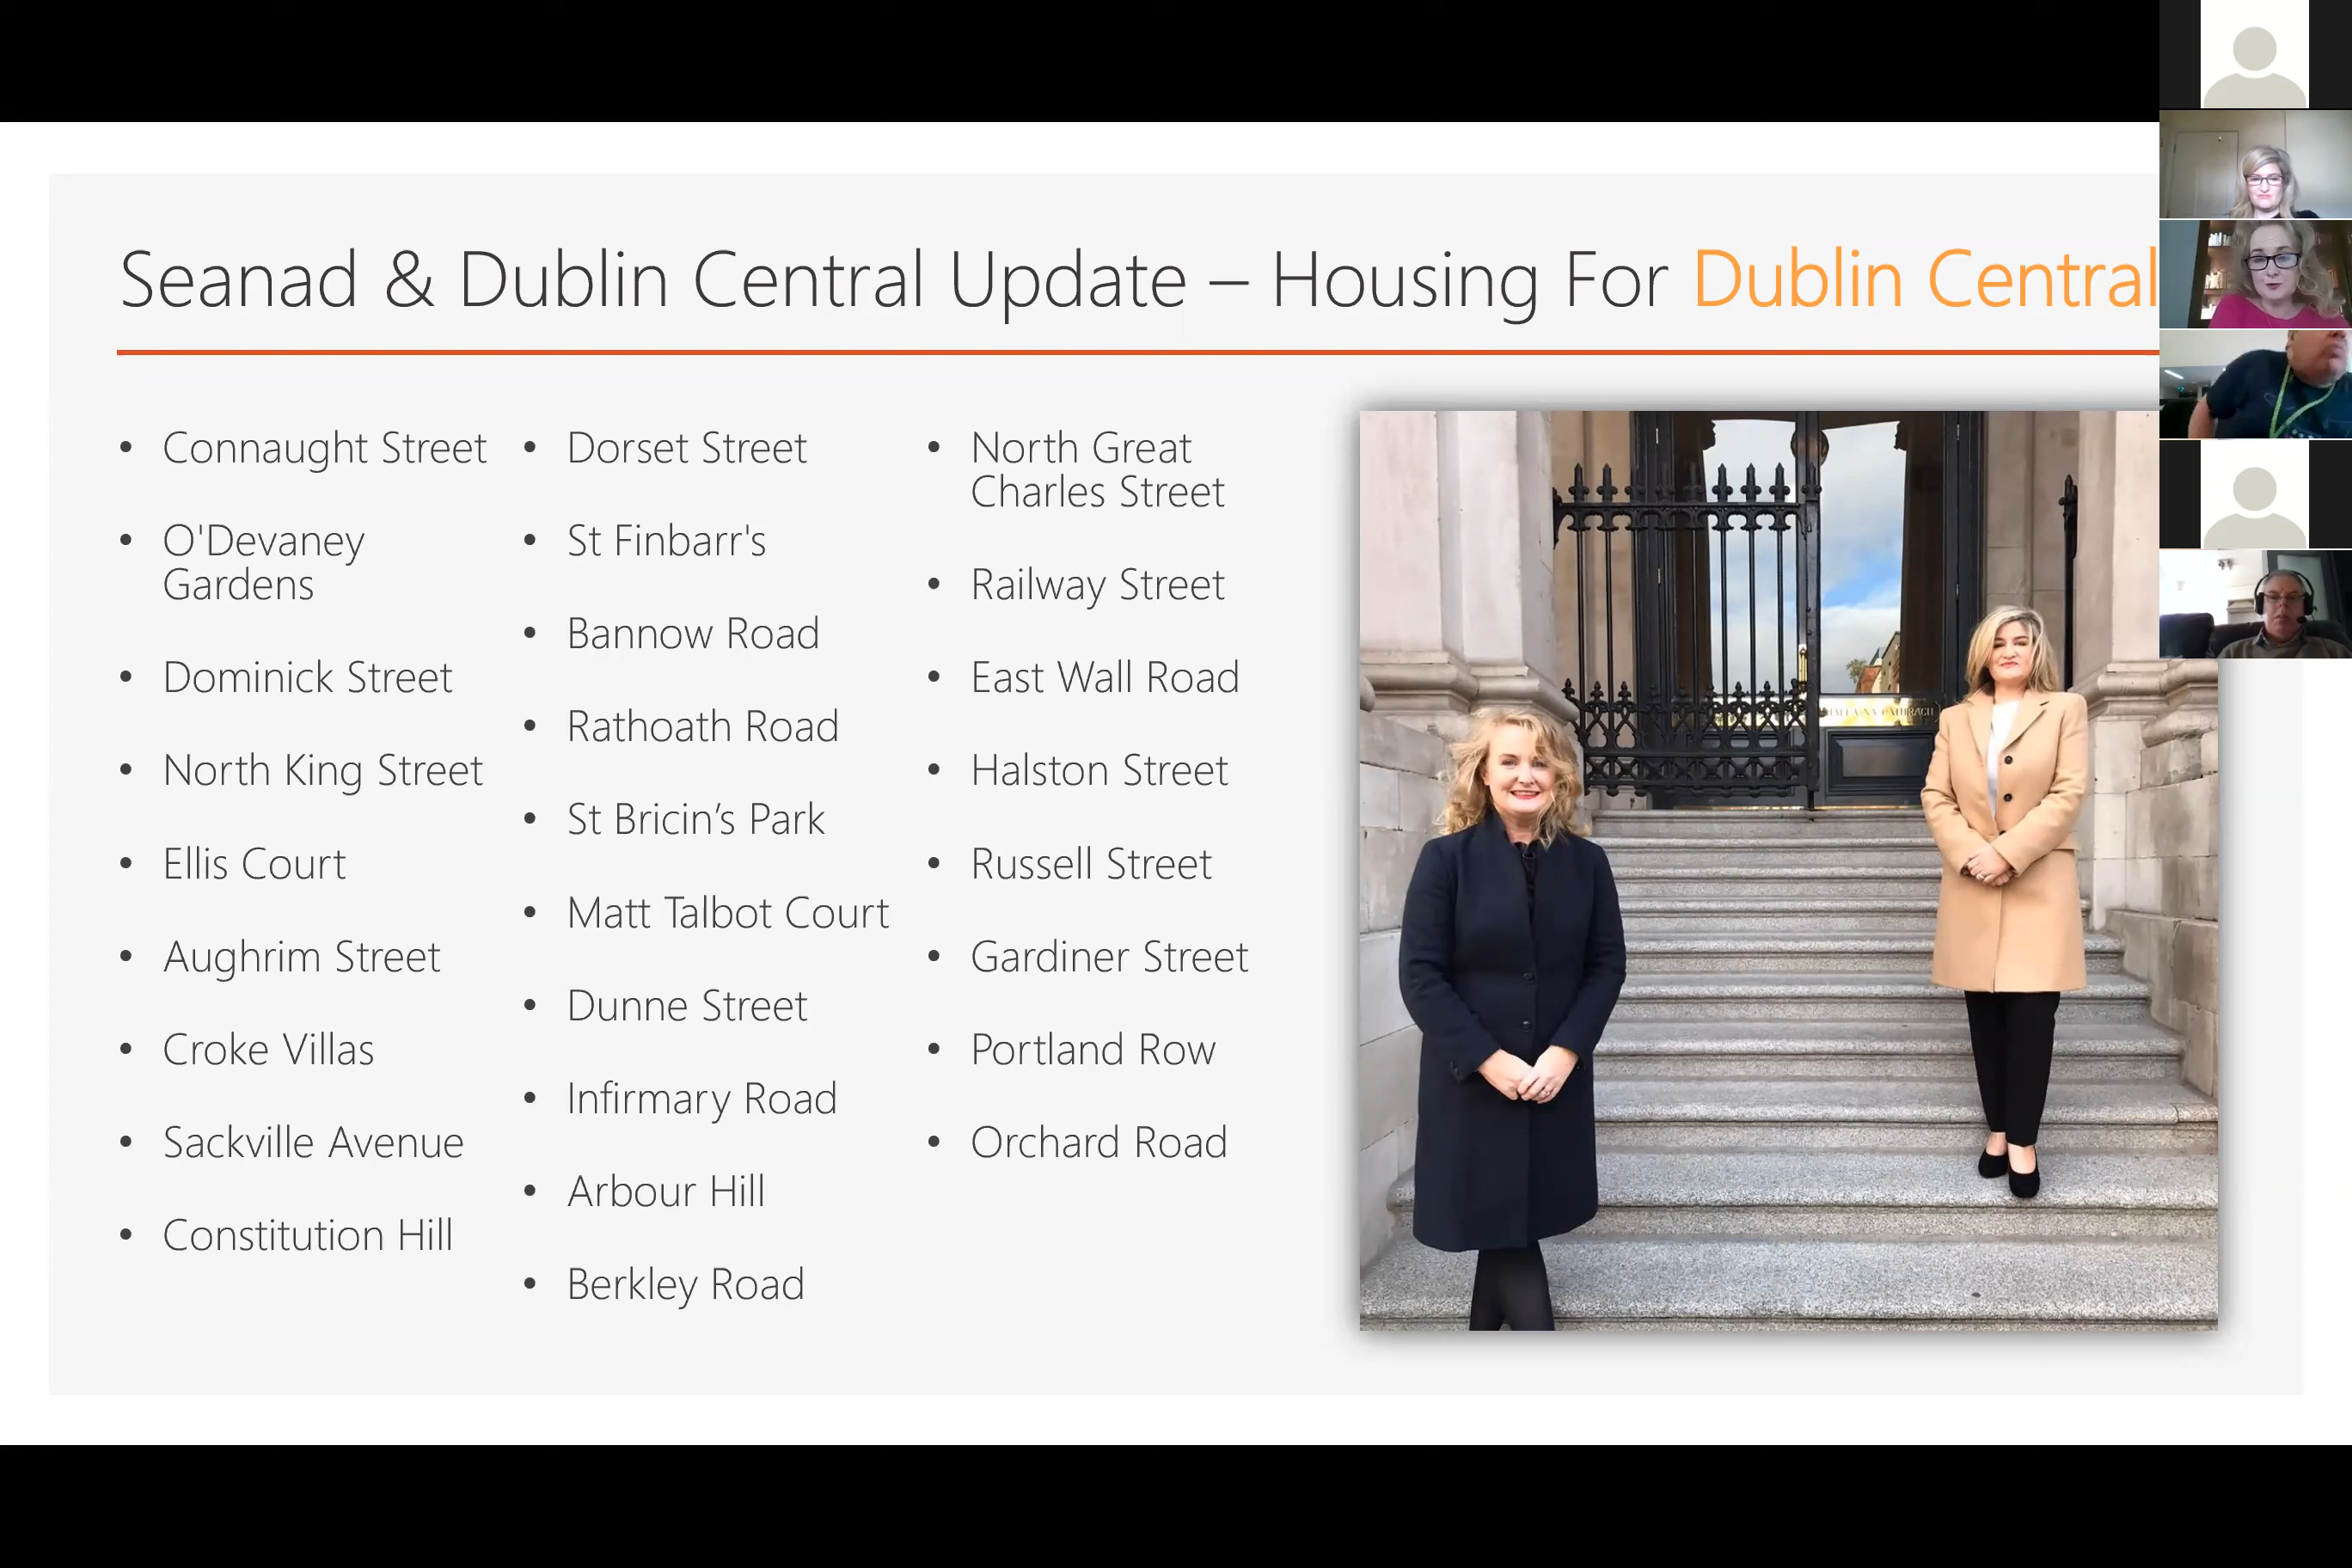 Seanad & Dublin Central Update – Housing For Dublin Central
• Connaught Street
• O'Devaney
Gardens
• Dominick Street
• North King Street
• Ellis Court
• Aughrim Street
• Croke Villas
• Sackville Avenue
• Constitution Hill
• Dorset Street
• St Finbarr's
• Bannow Road
• Rathoath Road
• St Bricin’s Park
• Matt Talbot Court
• Dunne Street
• Infirmary Road
• Arbour Hill
• Berkley Road
• North Great
Charles Street
• Railway Street
• East Wall Road
• Halston Street
• Russell Street
• Gardiner Street
• Portland Row
• Orchard Road
NA CATHRACH